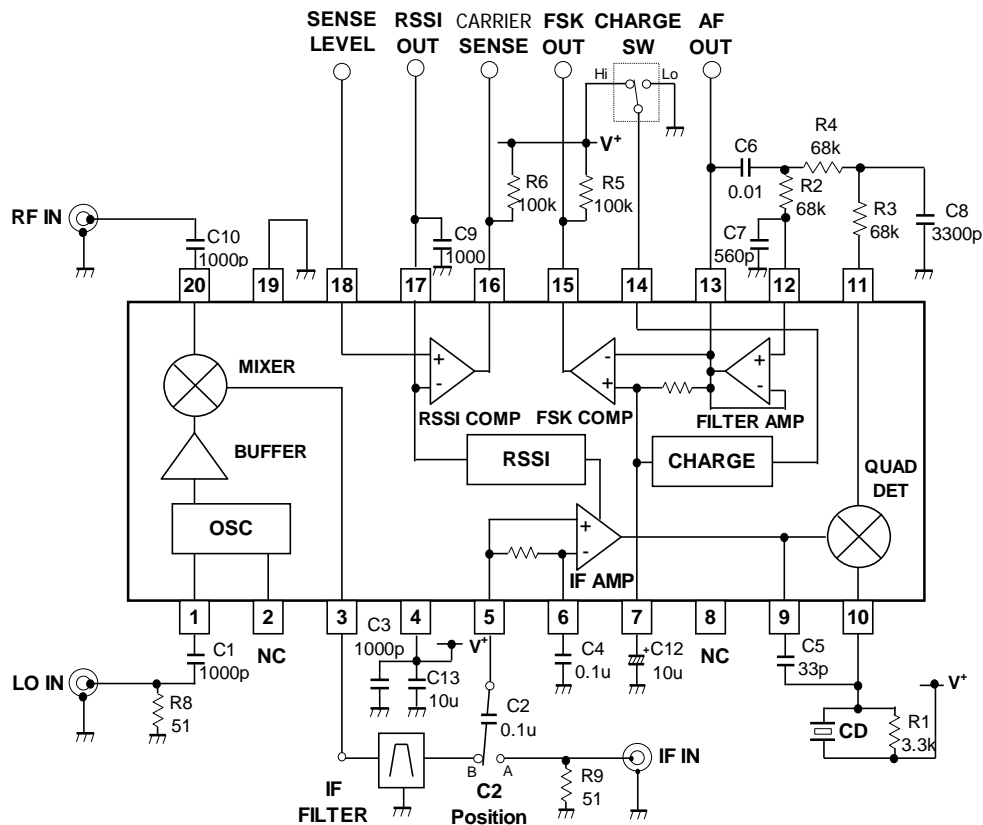 SENSE LEVEL
RSSI OUT
CARRIER SENSE
FSK OUT
CHARGE SW
AF OUT
Hi
Lo
V+
R6
100k
R5
100k
C6
0.01
R4
68k
R2
68k
R3
68k
C8
3300p
C7
560p
RF IN
C10
1000p
C9
1000
20
19
18
17
16
15
14
13
12
11
MIXER
BUFFER
OSC
+
-
RSSI COMP
-
+
FSK COMP
+
-
FILTER AMP
RSSI
CHARGE
QUAD DET
+
-
IF AMP
1
2
3
4
5
6
7
8
9
10
NC
NC
C1
1000p
LO IN
R8
51
C3
1000p
V+
C13
10u
C4
0.1u
+
C12
10u
C5
33p
V+
CD
R1
3.3k
C2
0.1u
B
A
IF IN
R9
51
IF FILTER
C2 Position